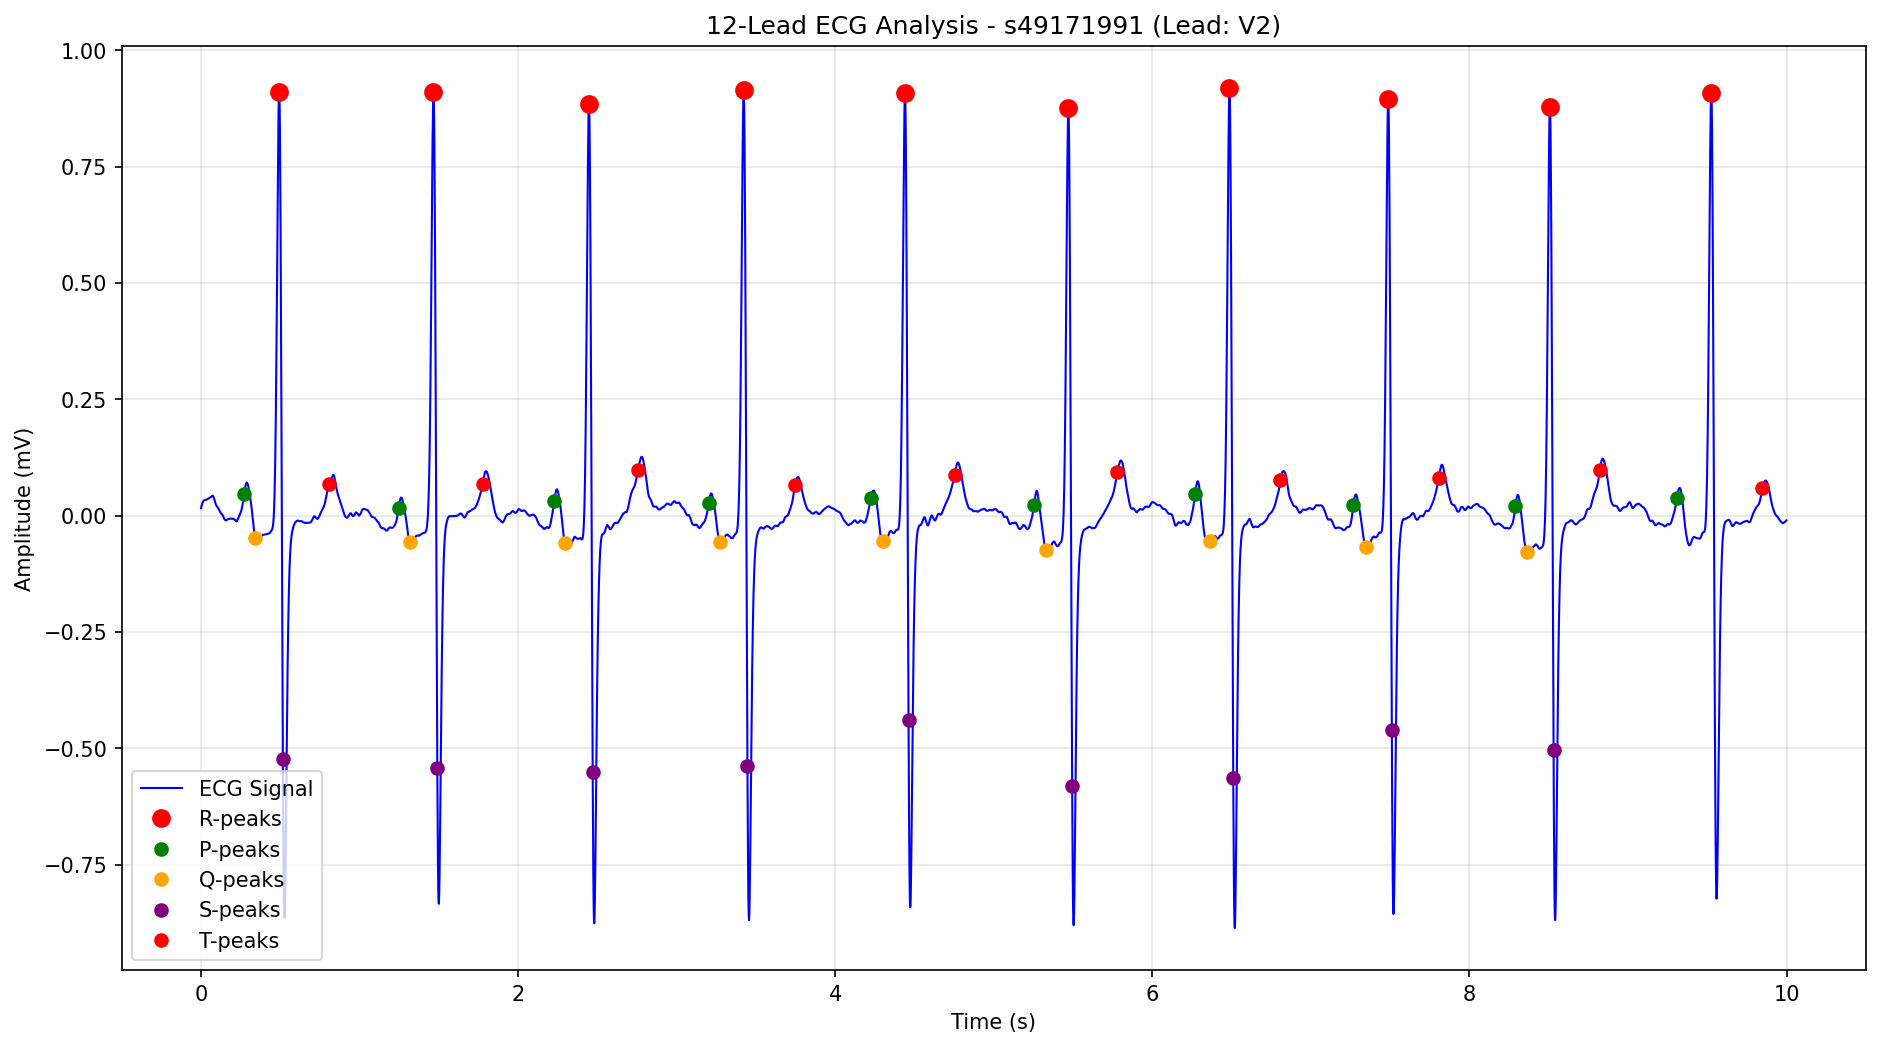 12-Lead ECG Analysis - s49171991 (Lead: V2)
1.00
0.75
0.50
0.25
0.00
−0.25
−0.50
−0.75
Amplitude (mV)
ECG Signal
R-peaks
P-peaks
Q-peaks
S-peaks
T-peaks
0 2 4 6 8 10
Time (s)